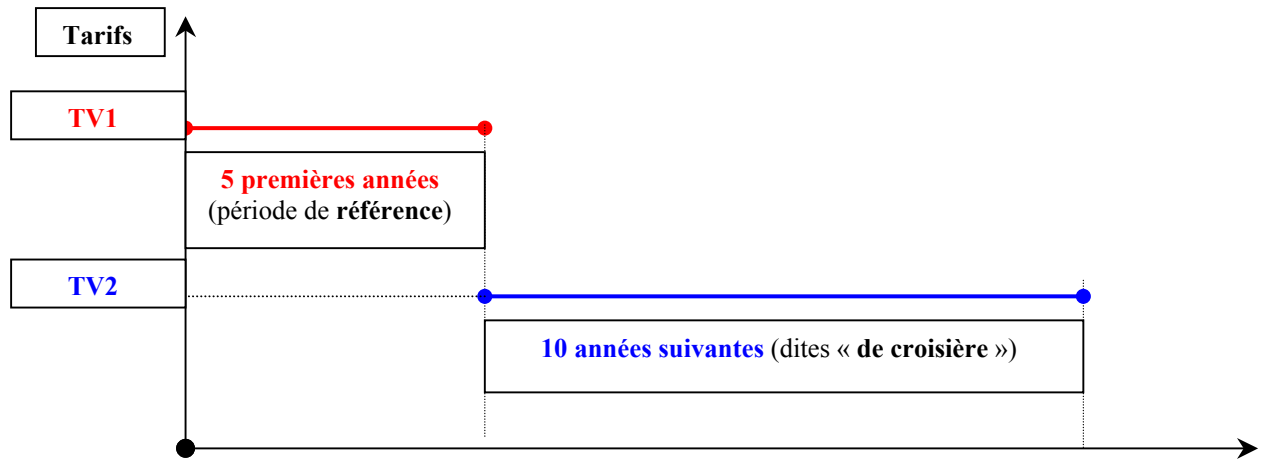 Tarifs
TV1
5 premières années
(période de référence)
TV2
10 années suivantes (dites « de croisière »)